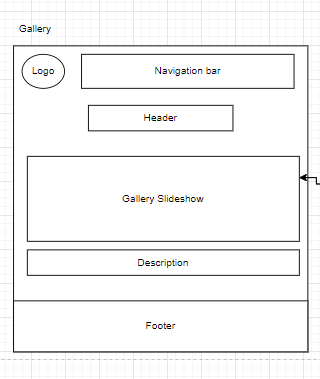 Gallery
Logo
Navigation bar
Header
Gallery Slideshow
Description
Footer